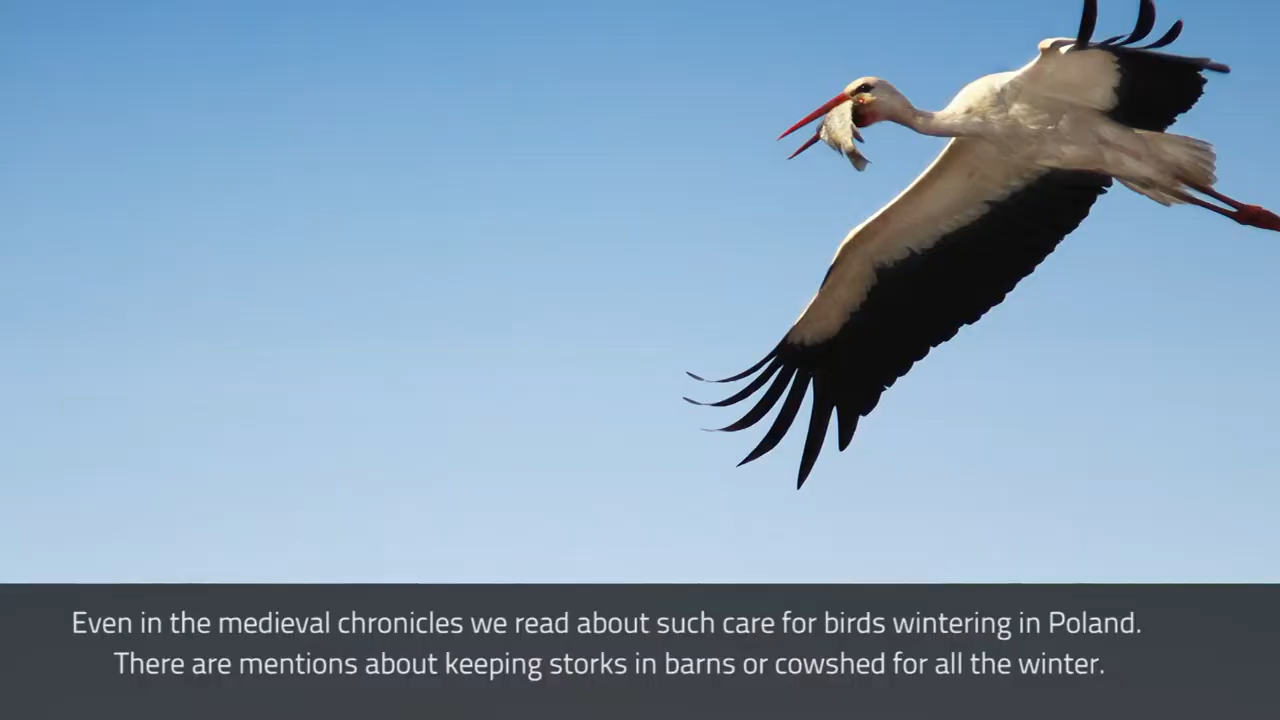 Even in the medieval chronicles we read about such care for birds wintering in Poland.
There are mentions about keeping storks in barns or cowshed for all the winter.